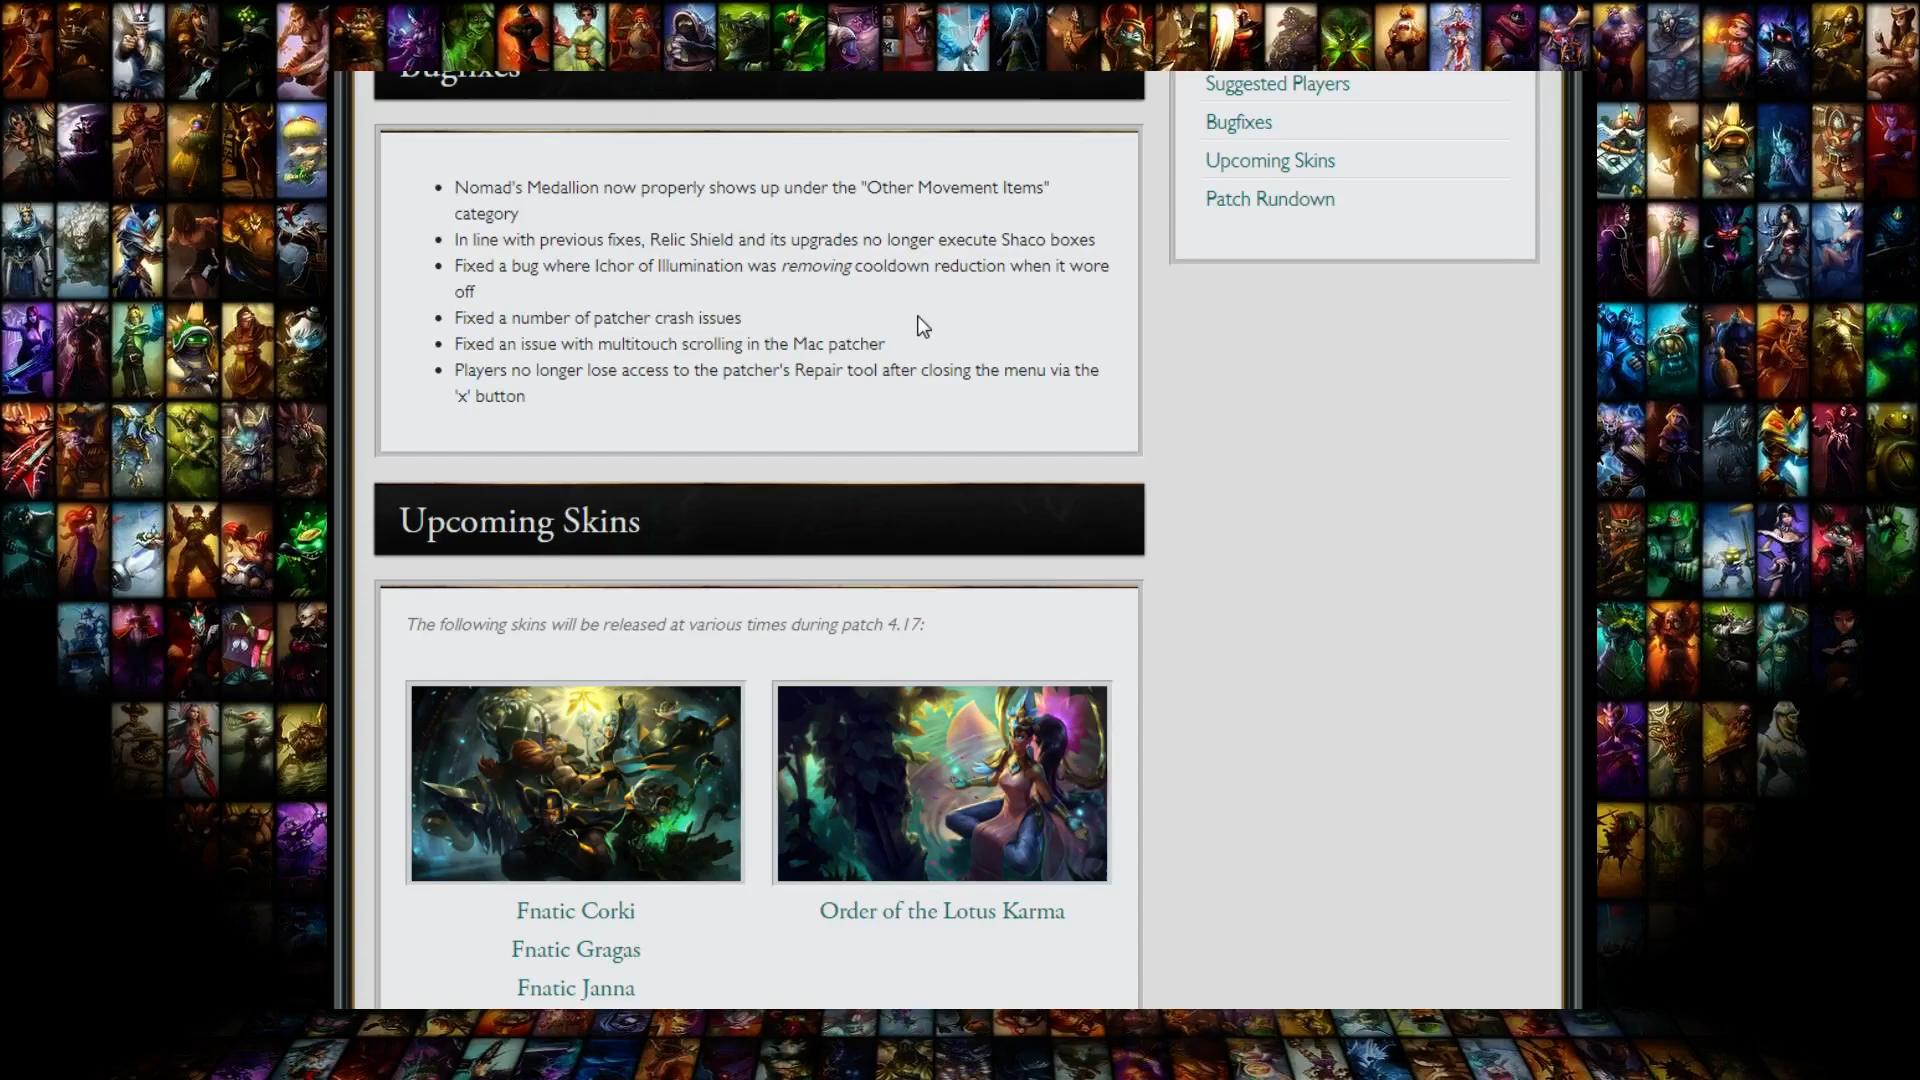 Bugfixes
Nomad's Medallion now properly shows up under the "Other Movement Items"
category
In line with previous fixes, Relic Shield and its upgrades no longer execute Shaco boxes
Fixed a bug where Ichor of Illumination was removing cooldown reduction when it wore
off
Fixed a number of patcher crash issues
Fixed an issue with multitouch scrolling in the Mac patcher
Players no longer lose access to the patcher's Repair tool after closing the menu via the
'x' button
Upcoming Skins
The following skins will be released at various times during patch 4.17:
Fnatic Corki
Fnatic Gragas
Fnatic Janna
Order of the Lotus Karma
Suggested Players
Bugfixes
Upcoming Skins
Patch Rundown